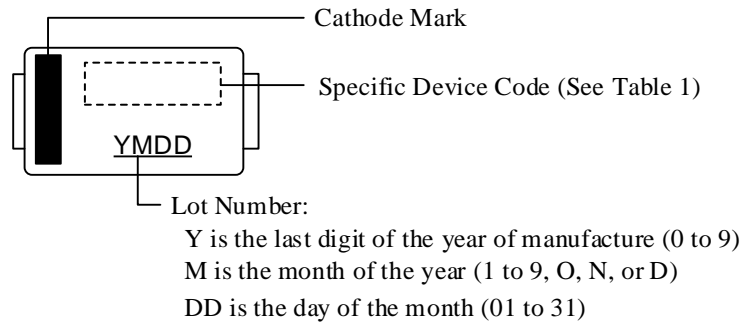 Cathode Mark
Specific Device Code (See Table 1)
YMDD
Lot Number:
Y is the last digit of the year of manufacture (0 to 9)
M is the month of the year (1 to 9, O, N, or D)
DD is the day of the month (01 to 31)